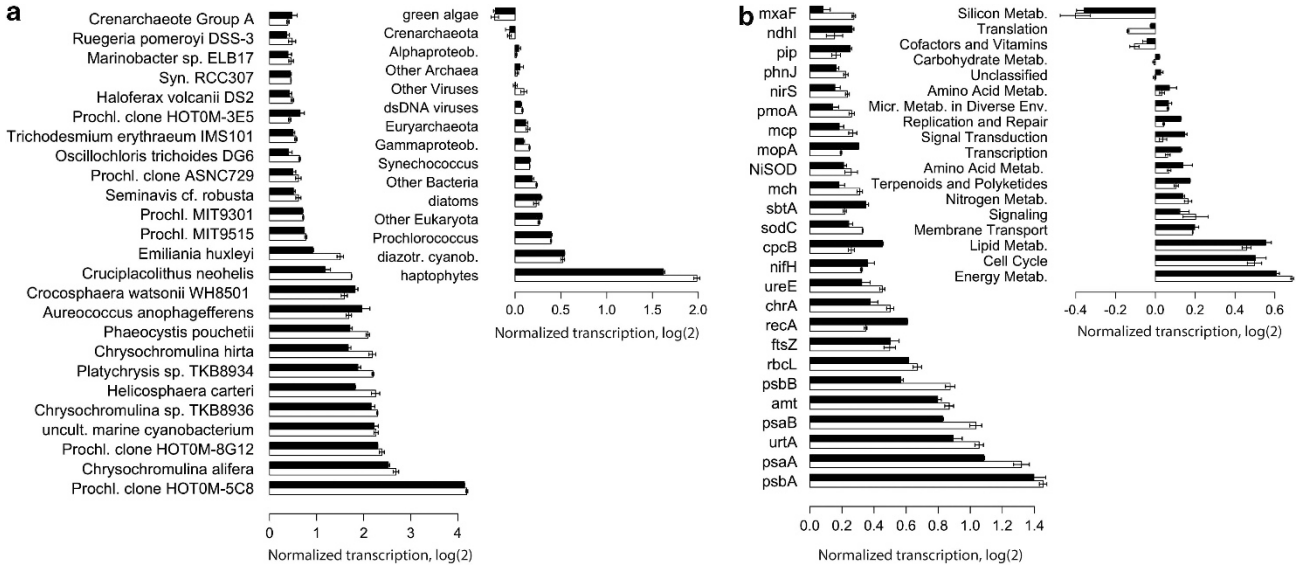 a
Crenarchaeote Group A
Ruegeria pomeroyi DSS-3
Marinobacter sp. ELB17
Syn. RCC307
Haloferax volcanii DS2
Prochl. clone HOT0M-3E5
Trichodesmium erythraeum IMS101
Oscillochloris trichoides DG6
Prochl. clone ASNC729
Seminavis cf. robusta
Prochl. MIT9301
Prochl. MIT9515
Emiliania huxleyi
Cruciplacolithus neohelis
Crocosphaera watsonii WH8501
Aureococcus anophagefferens
Phaeocystis pouchetii
Chrysochromulina hirta
Platychrysis sp. TKB8934
Helicosphaera carteri
Chrysochromulina sp. TKB8936
uncult. marine cyanobacterium
Prochl. clone HOT0M-8G12
Chrysochromulina alifera
Prochl. clone HOT0M-5C8
0 1 2 3 4
Normalized transcription, log(2)
green algae
Crenarchaeota
Alphaproteob.
Other Archaea
Other Viruses
dsDNA viruses
Euryarchaeota
Gammaproteob.
Synechococcus
Other Bacteria
diatoms
Other Eukaryota
Prochlorococcus
diazotr. cyanob.
haptophytes
0.0 0.5 1.0 1.5 2.0
Normalized transcription, log(2)
b
mxaF
ndhI
pip
phnJ
nirS
pmoA
mcp
mopA
NiSOD
mch
sbtA
sodC
cpcB
nifH
ureE
chrA
recA
ftsZ
rbcL
psbB
amt
psaB
urtA
psaA
psbA
0.0 0.2 0.4 0.6 0.8 1.0 1.2 1.4
Normalized transcription, log(2)
Silicon Metab.
Translation
Cofactors and Vitamins
Carbohydrate Metab.
Unclassified
Amino Acid Metab.
Micr. Metab. in Diverse Env.
Replication and Repair
Signal Transduction
Transcription
Amino Acid Metab.
Terpenoids and Polyketides
Nitrogen Metab.
Signaling
Membrane Transport
Lipid Metab.
Cell Cycle
Energy Metab.
-0.4 -0.2 0.0 0.2 0.4 0.6
Normalized transcription, log(2)